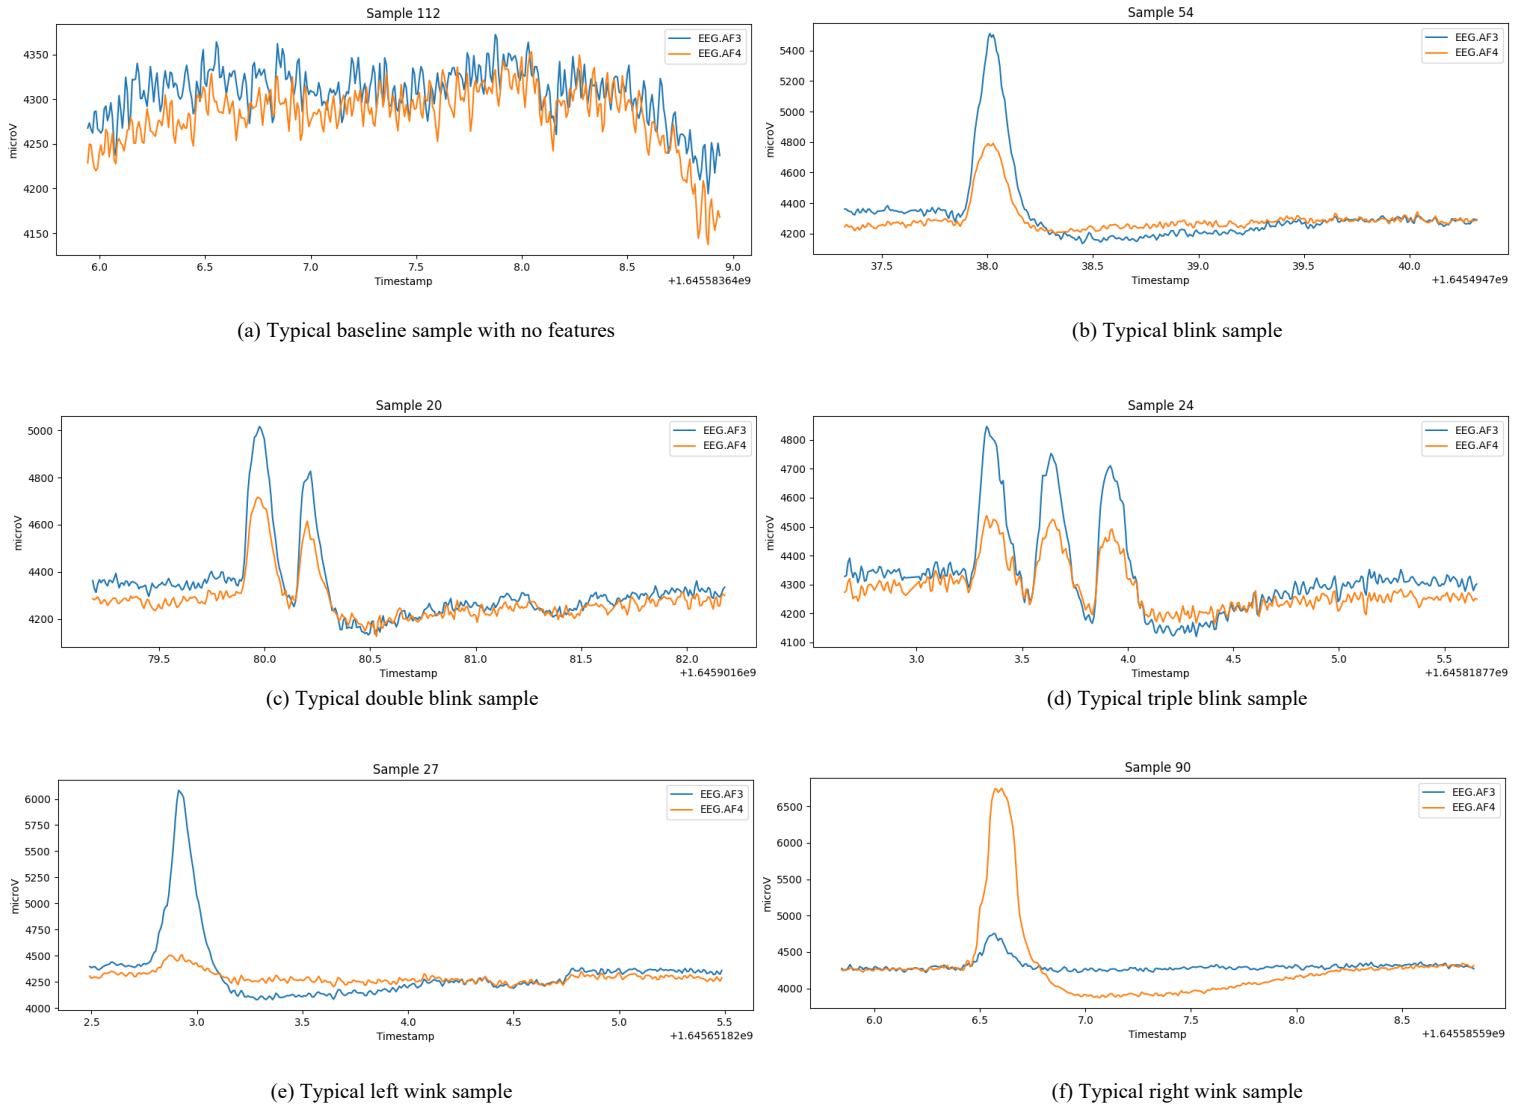 Sample 112
EEG.AF3
EEG.AF4
4350
4300
4250
4200
4150
microV
6.0 6.5 7.0 7.5 8.0 8.5 9.0
Timestamp
+1.64558364e9
(a) Typical baseline sample with no features
Sample 54
EEG.AF3
EEG.AF4
5400
5200
5000
4800
4600
4400
4200
microV
37.5 38.0 38.5 39.0 39.5 40.0
Timestamp
+1.6454947e9
(b) Typical blink sample
Sample 20
EEG.AF3
EEG.AF4
5000
4800
4600
4400
4200
microV
79.5 80.0 80.5 81.0 81.5 82.0
Timestamp
+1.6459016e9
(c) Typical double blink sample
Sample 24
EEG.AF3
EEG.AF4
4800
4700
4600
4500
4400
4300
4200
4100
microV
3.0 3.5 4.0 4.5 5.0 5.5
Timestamp
+1.64581877e9
(d) Typical triple blink sample
Sample 27
EEG.AF3
EEG.AF4
6000
5750
5500
5250
5000
4750
4500
4250
4000
microV
2.5 3.0 3.5 4.0 4.5 5.0 5.5
Timestamp
+1.64565182e9
(e) Typical left wink sample
Sample 90
EEG.AF3
EEG.AF4
6500
6000
5500
5000
4500
4000
microV
6.0 6.5 7.0 7.5 8.0 8.5
Timestamp
+1.64558559e9
(f) Typical right wink sample